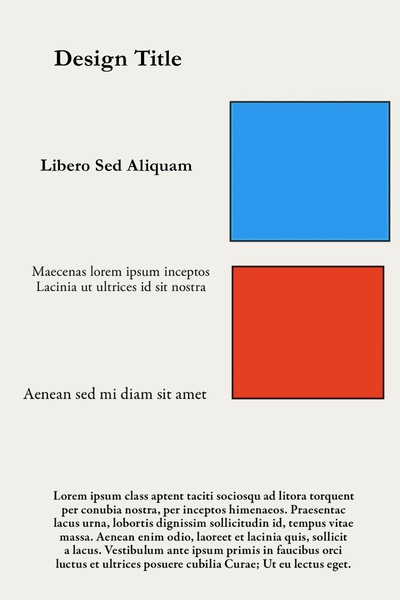 Design Title
Libero Sed Aliquam
Maecenas lorem ipsum inceptos
Lacinia ut ultrices id sit nostra
Aenean sed mi diam sit amet
Lorem ipsum class aptent taciti sociosqu ad litora torquent
per conubia nostra, per inceptos himenaeos. Praesentac
lacus urna, lobortis dignissim sollicitudin id, tempus vitae
massa. Aenean enim odio, laoreet et lacinia quis, sollicit
a lacus. Vestibulum ante ipsum primis in faucibus orci
luctus et ultrices posuere cubilia Curae; Ut eu lectus eget.